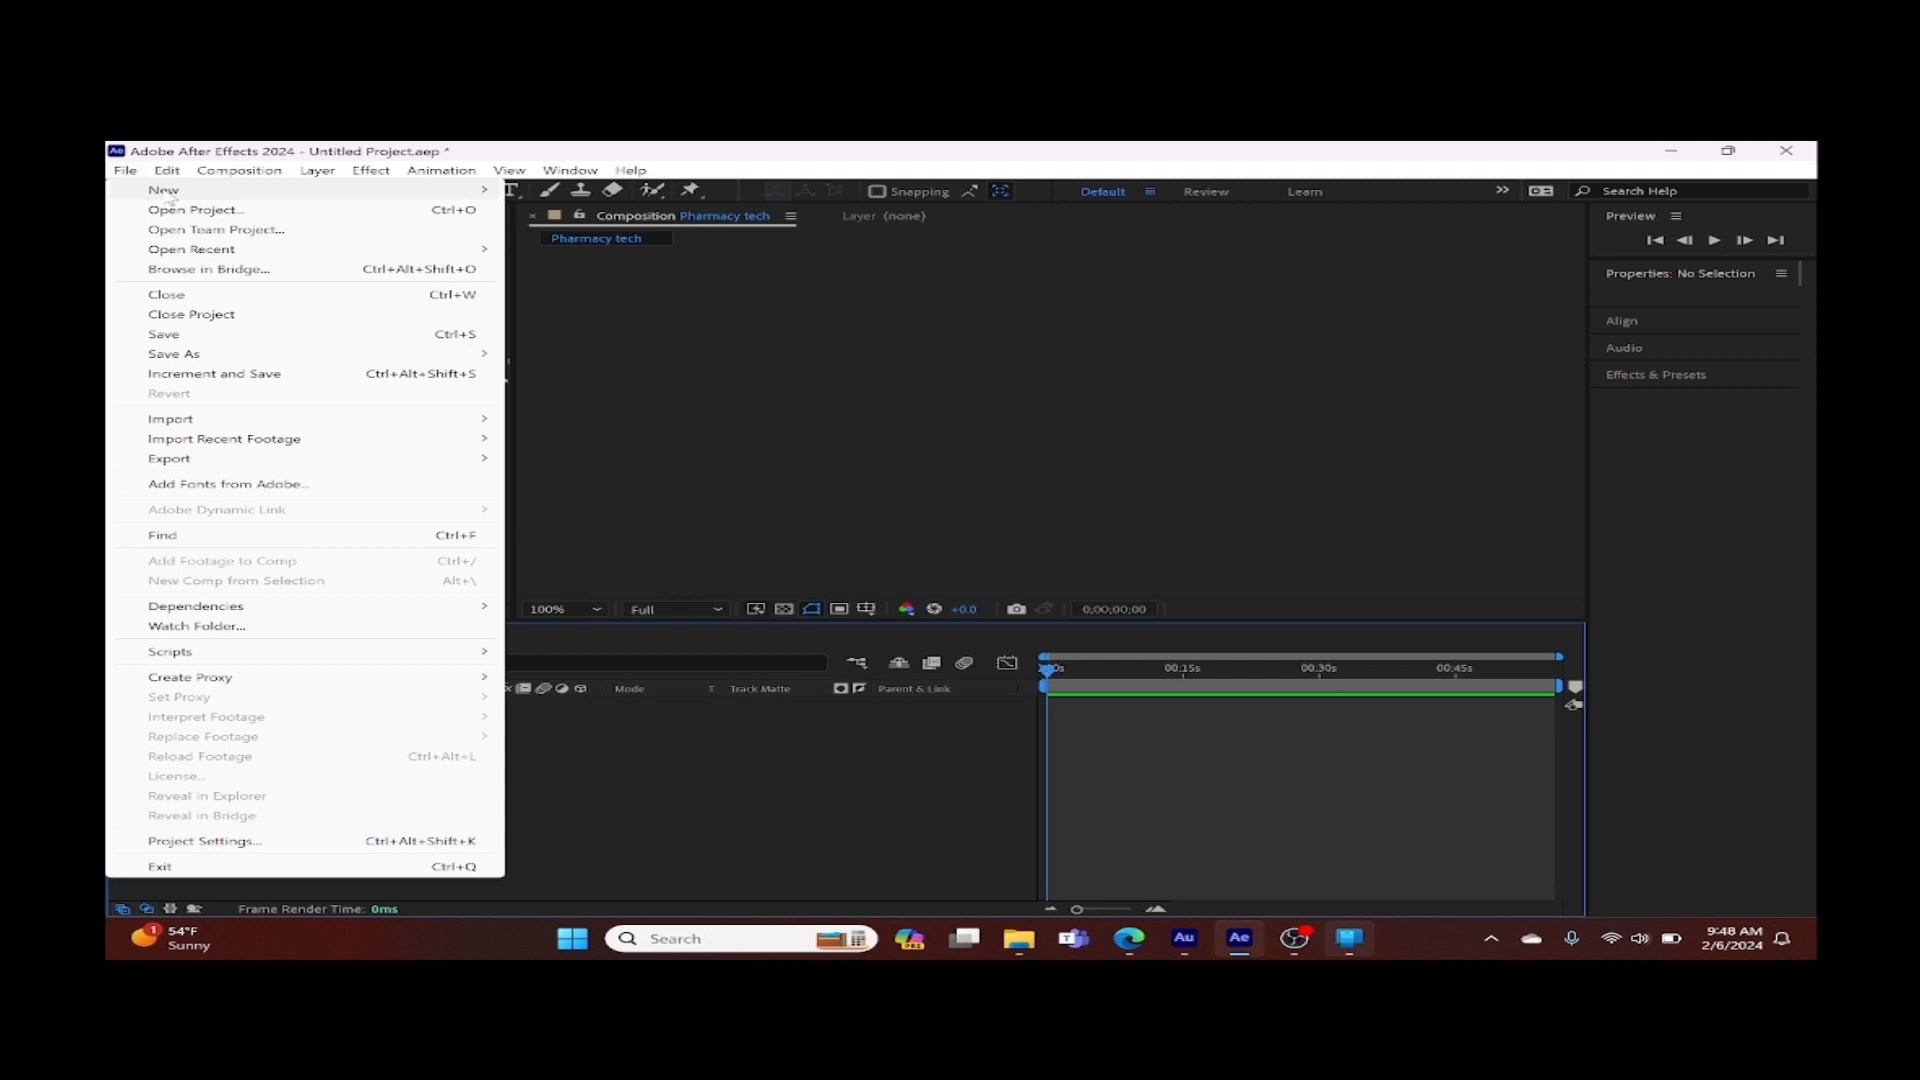 Ae Adobe After Effects 2024 - Untitled Project.aep *
File Edit Composition Layer Effect Animation View Window Help
New
Open Project... Ctrl+O
Open Team Project...
Open Recent
Browse in Bridge... Ctrl+Alt+Shift+O
Close Ctrl+W
Close Project
Save Ctrl+S
Save As
Increment and Save Ctrl+Alt+Shift+S
Revert
Import
Import Recent Footage
Export
Add Fonts from Adobe...
Adobe Dynamic Link
Find Ctrl+F
Add Footage to Comp Ctrl+/
New Comp from Selection Alt+\
Dependencies
Watch Folder...
Scripts
Create Proxy
Set Proxy
Interpret Footage
Replace Footage
Reload Footage Ctrl+Alt+L
License...
Reveal in Explorer
Reveal in Bridge
Project Settings... Ctrl+Alt+Shift+K
Exit Ctrl+Q
Snapping Default Review Learn Search Help
Composition Pharmacy tech Layer (none)
Pharmacy tech
Preview
Properties: No Selection
Align
Audio
Effects & Presets
100% Full +0.0 0;00;00;00
00:15s 00:30s 00:45s
Mode T Track Matte Parent & Link
Frame Render Time: 0ms
1 54°F
Sunny
Search
Au Ae
9:48 AM
2/6/2024